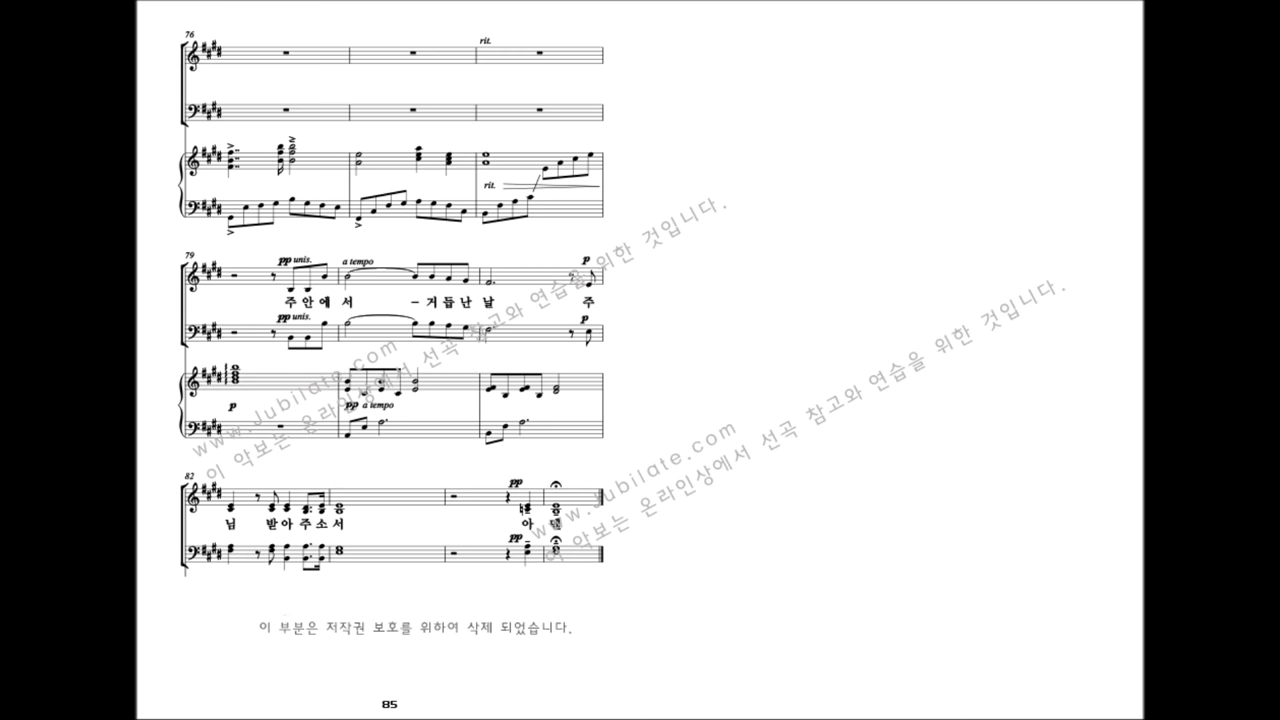 76
rit.
rit.
79
pp unis. a tempo p
주 안 에 서 - 거 듭 난 날 주
pp unis. p
p pp a tempo
82
pp
님 받 아 주 소 서 아 멘
pp
www.Jubilate.com
이 악보는 온라인상에서 선곡 참고와 연습을 위한 것입니다.
www.Jubilate.com
이 악보는 온라인상에서 선곡 참고와 연습을 위한 것입니다.
이 부분은 저작권 보호를 위하여 삭제 되었습니다.
85